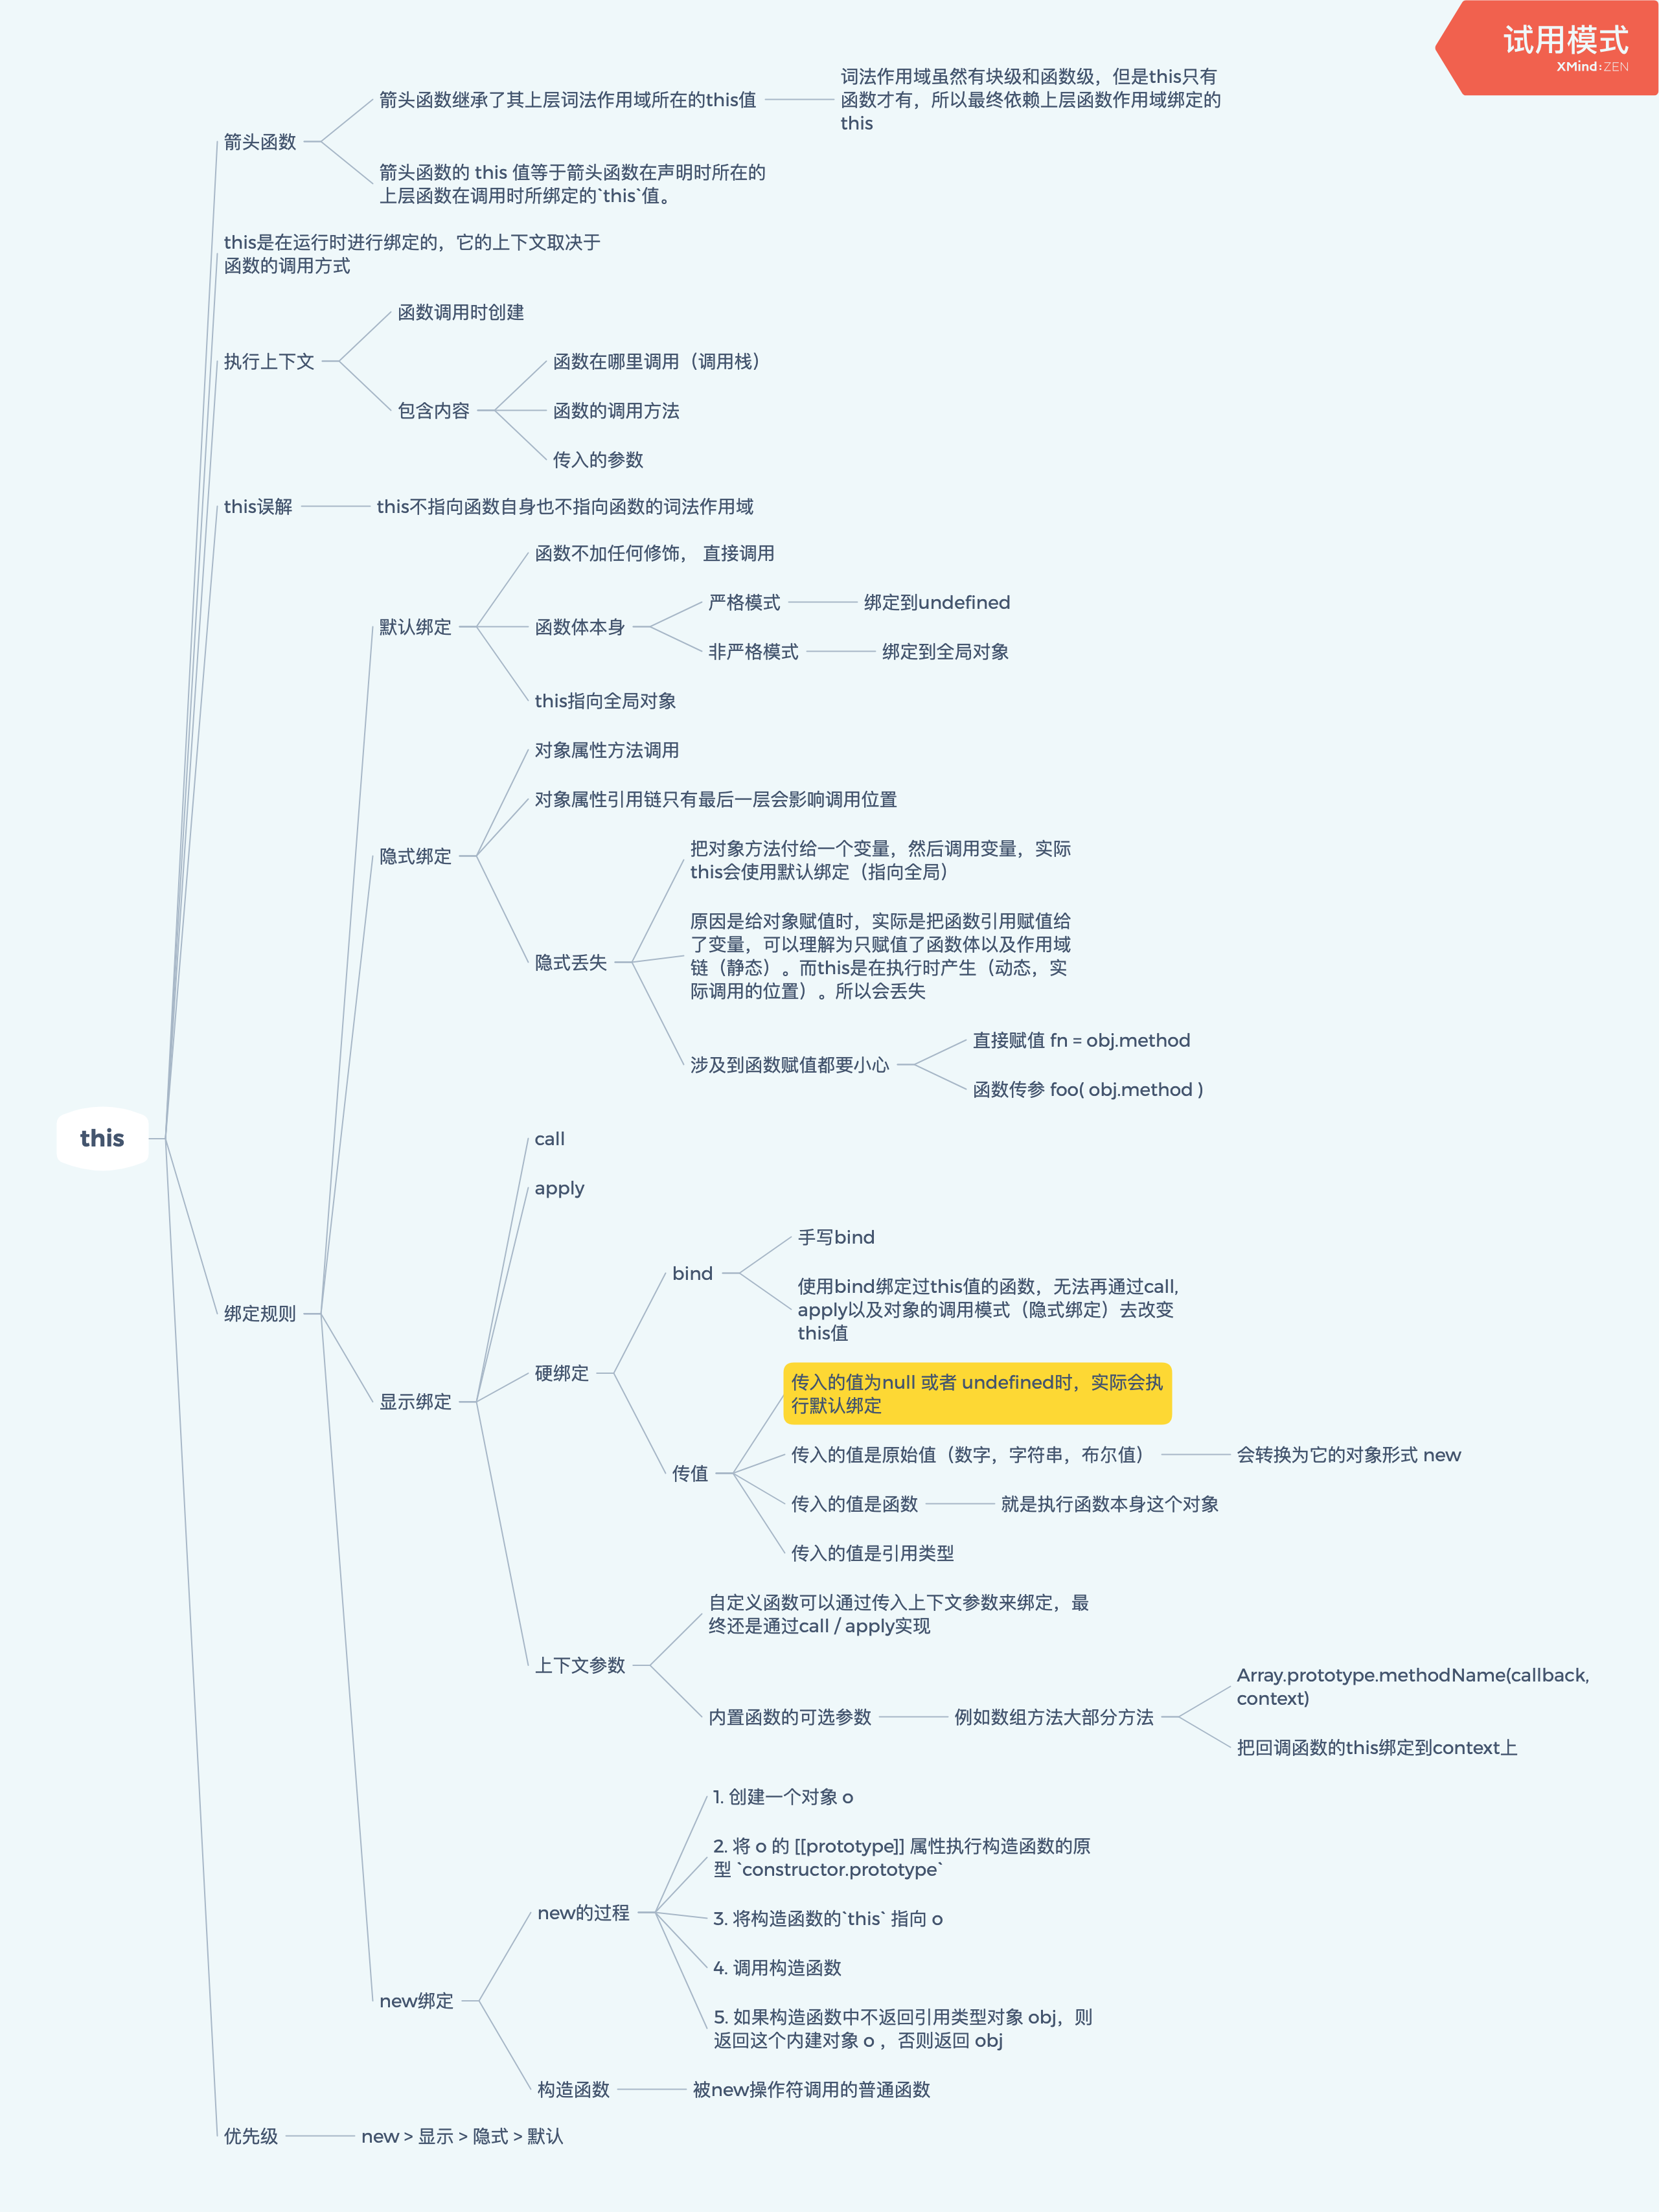 试用模式
XMind:ZEN
箭头函数继承了其上层词法作用域所在的this值
词法作用域虽然有块级和函数级，但是this只有
函数才有，所以最终依赖上层函数作用域绑定的
this
箭头函数
箭头函数的 this 值等于箭头函数在声明时所在的
上层函数在调用时所绑定的`this`值。
this是在运行时进行绑定的，它的上下文取决于
函数的调用方式
函数调用时创建
执行上下文
函数在哪里调用（调用栈）
包含内容
函数的调用方法
传入的参数
this误解
this不指向函数自身也不指向函数的词法作用域
函数不加任何修饰， 直接调用
默认绑定
函数体本身
严格模式
绑定到undefined
非严格模式
绑定到全局对象
this指向全局对象
对象属性方法调用
对象属性引用链只有最后一层会影响调用位置
隐式绑定
把对象方法付给一个变量，然后调用变量，实际
this会使用默认绑定（指向全局）
隐式丢失
原因是给对象赋值时，实际是把函数引用赋值给
了变量，可以理解为只赋值了函数体以及作用域
链（静态）。而this是在执行时产生（动态，实
际调用的位置）。所以会丢失
涉及到函数赋值都要小心
直接赋值 fn = obj.method
函数传参 foo( obj.method )
this
绑定规则
call
apply
显示绑定
硬绑定
bind
手写bind
使用bind绑定过this值的函数，无法再通过call,
apply以及对象的调用模式（隐式绑定）去改变
this值
传值
传入的值为null 或者 undefined时，实际会执
行默认绑定
传入的值是原始值（数字，字符串，布尔值）
会转换为它的对象形式 new
传入的值是函数
就是执行函数本身这个对象
传入的值是引用类型
上下文参数
自定义函数可以通过传入上下文参数来绑定，最
终还是通过call / apply实现
内置函数的可选参数
例如数组方法大部分方法
Array.prototype.methodName(callback,
context)
把回调函数的this绑定到context上
new绑定
new的过程
1. 创建一个对象 o
2. 将 o 的 [[prototype]] 属性执行构造函数的原
型 `constructor.prototype`
3. 将构造函数的`this` 指向 o
4. 调用构造函数
5. 如果构造函数中不返回引用类型对象 obj，则
返回这个内建对象 o ，否则返回 obj
构造函数
被new操作符调用的普通函数
优先级
new > 显示 > 隐式 > 默认